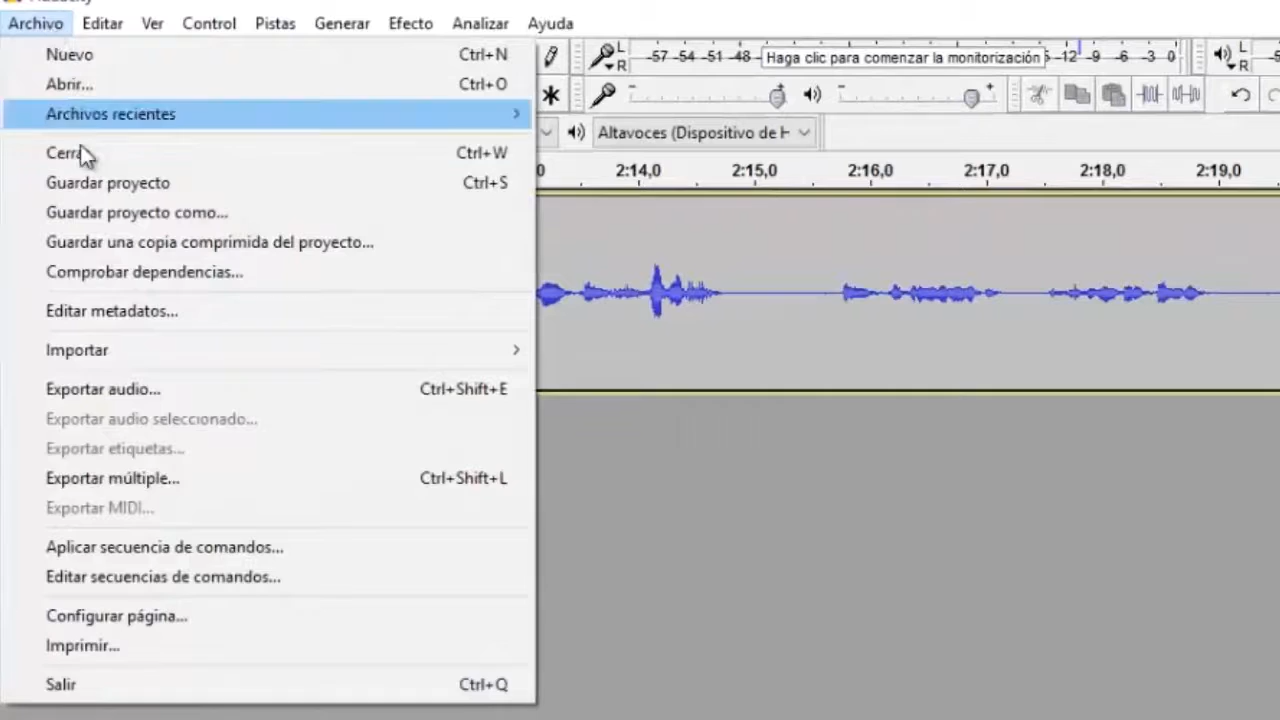 Archivo Editar Ver Control Pistas Generar Efecto Analizar Ayuda
Nuevo Ctrl+N
Abrir... Ctrl+O
Archivos recientes
Cerra Ctrl+W
Guardar proyecto Ctrl+S
Guardar proyecto como...
Guardar una copia comprimida del proyecto...
Comprobar dependencias...
Editar metadatos...
Importar
Exportar audio... Ctrl+Shift+E
Exportar audio seleccionado...
Exportar etiquetas...
Exportar múltiple... Ctrl+Shift+L
Exportar MIDI...
Aplicar secuencia de comandos...
Editar secuencias de comandos...
Configurar página...
Imprimir...
Salir Ctrl+Q
L
R
-57 -54 -51 -48 Haga clic para comenzar la monitorización -12 -9 -6 -3 0
L
R
Altavoces (Dispositivo de H
0 2:14,0 2:15,0 2:16,0 2:17,0 2:18,0 2:19,0